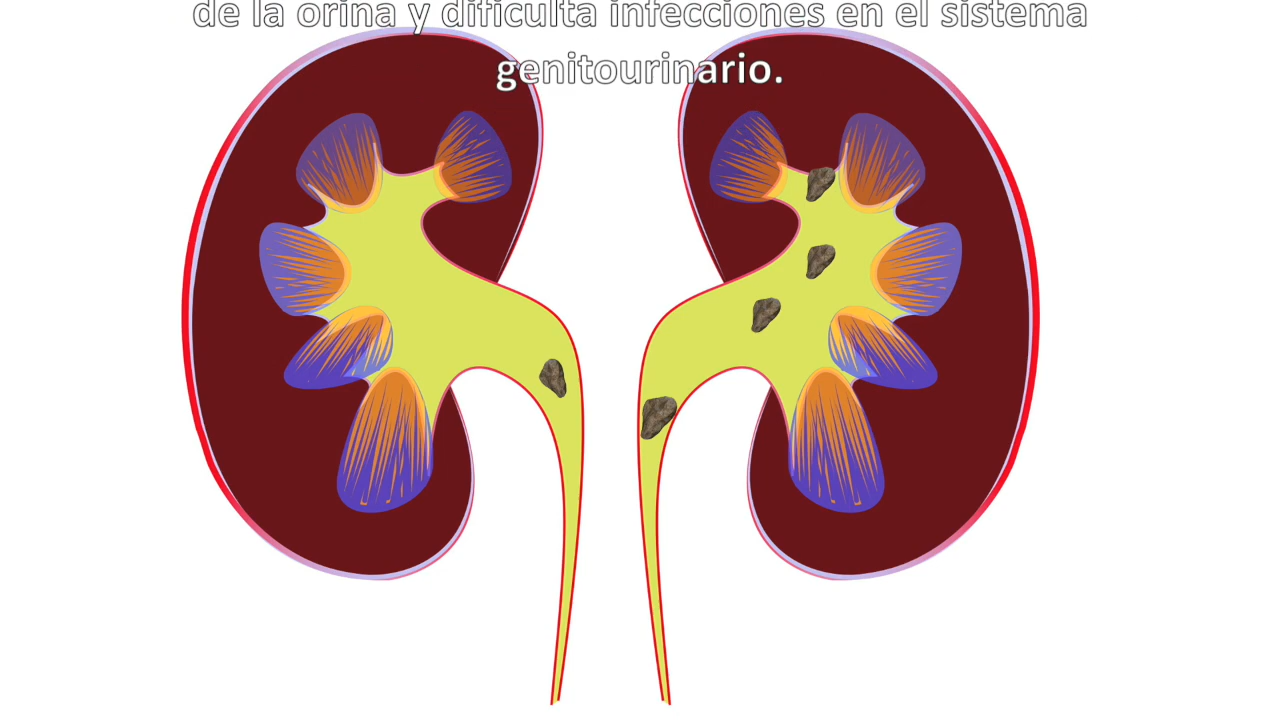 de la orina y dificulta infecciones en el sistema
genitourinario.